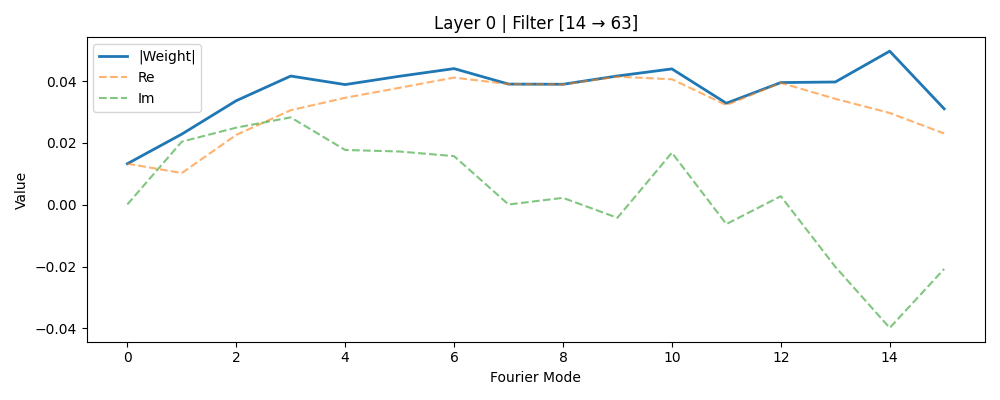 Layer 0 | Filter [14 → 63]
|Weight|
Re
Im
0.04
0.02
0.00
−0.02
−0.04
Value
0 2 4 6 8 10 12 14
Fourier Mode